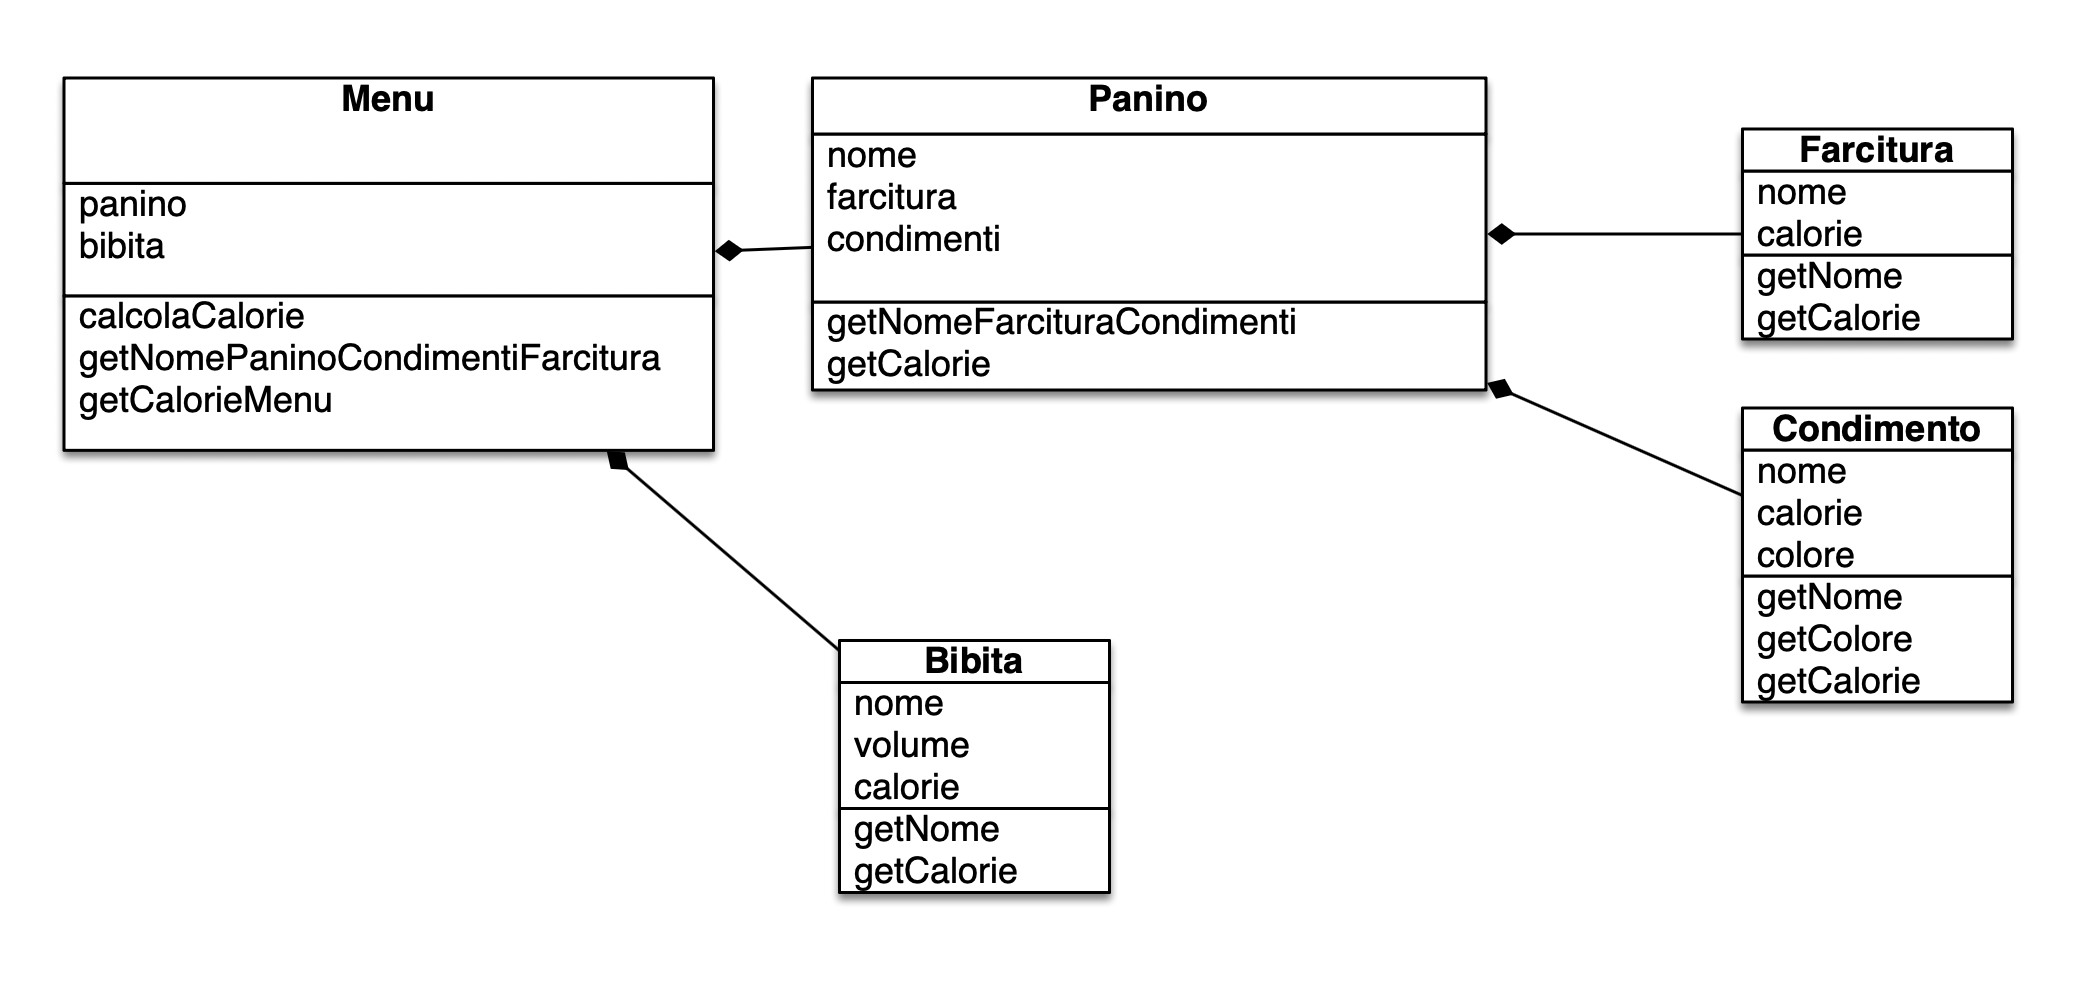 Menu
panino
bibita
calcolaCalorie
getNomePaninoCondimentiFarcitura
getCalorieMenu
Panino
nome
farcitura
condimenti
getNomeFarcituraCondimenti
getCalorie
Farcitura
nome
calorie
getNome
getCalorie
Condimento
nome
calorie
colore
getNome
getColore
getCalorie
Bibita
nome
volume
calorie
getNome
getCalorie